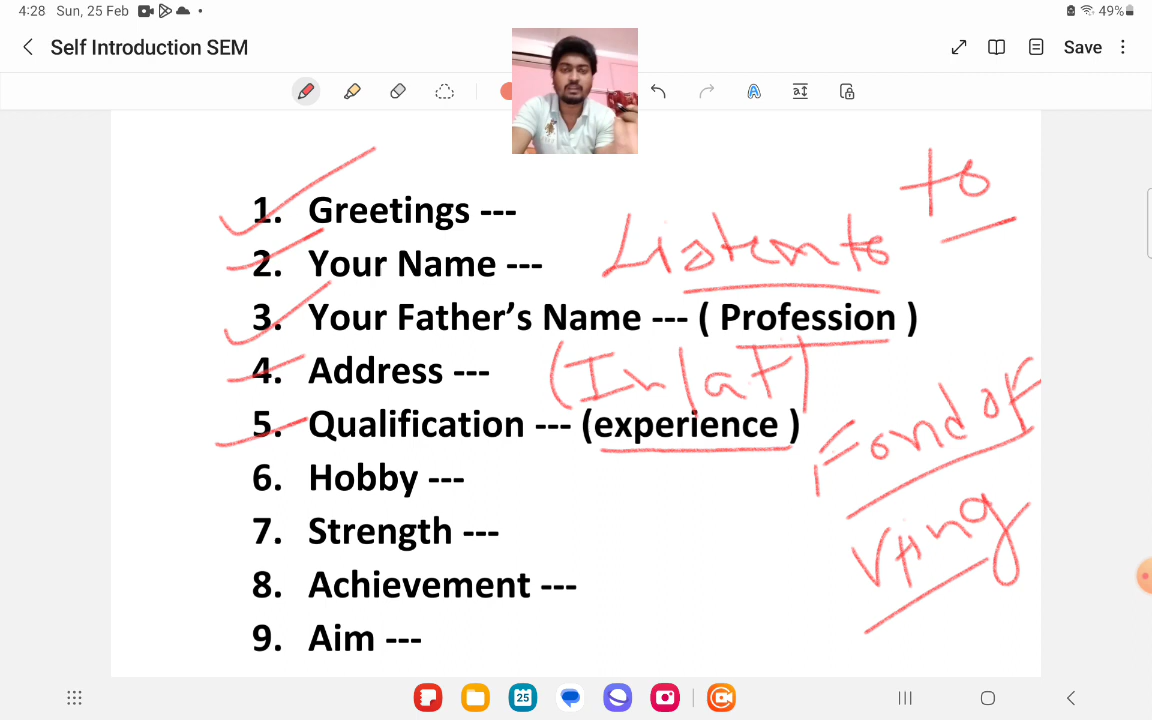 4:28 Sun, 25 Feb • 49%
Self Introduction SEM Save
to
1. Greetings ---
Listen to
2. Your Name ---
3. Your Father's Name --- ( Profession )
4. Address ---
(In/at)
5. Qualification --- (experience )
Fond of
6. Hobby ---
V+ing
7. Strength ---
8. Achievement ---
9. Aim ---
25